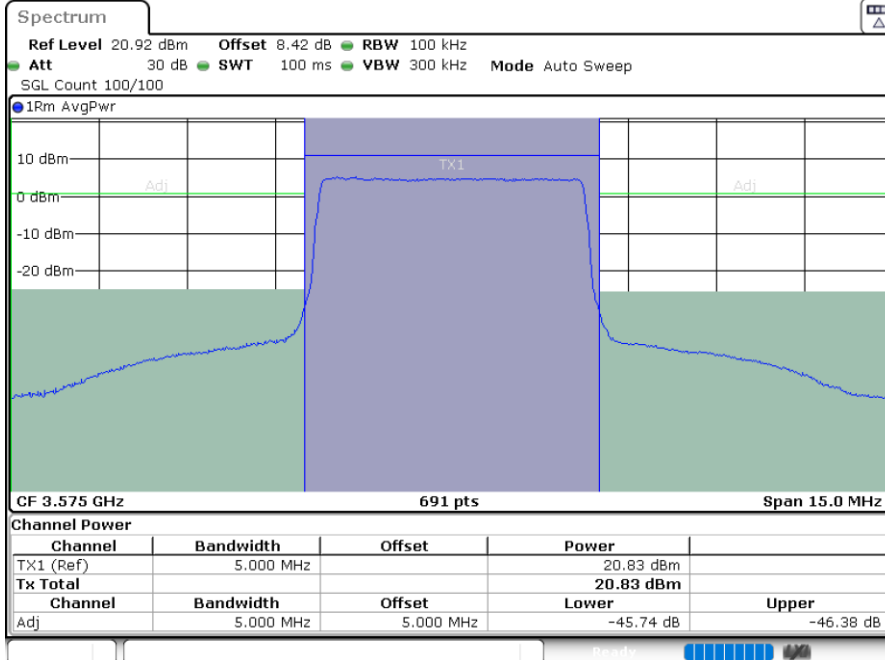 Spectrum
Ref Level 20.92 dBm Offset 8.42 dB RBW 100 kHz
Att 30 dB SWT 100 ms VBW 300 kHz Mode Auto Sweep
SGL Count 100/100
1Rm AvgPwr
10 dBm
TX1
Adj
Adj
0 dBm
-10 dBm
-20 dBm
CF 3.575 GHz 691 pts Span 15.0 MHz
Channel Power
Channel Bandwidth Offset Power
TX1 (Ref) 5.000 MHz 20.83 dBm
Tx Total 20.83 dBm
Channel Bandwidth Offset Lower Upper
Adj 5.000 MHz 5.000 MHz -45.74 dB -46.38 dB
Ready